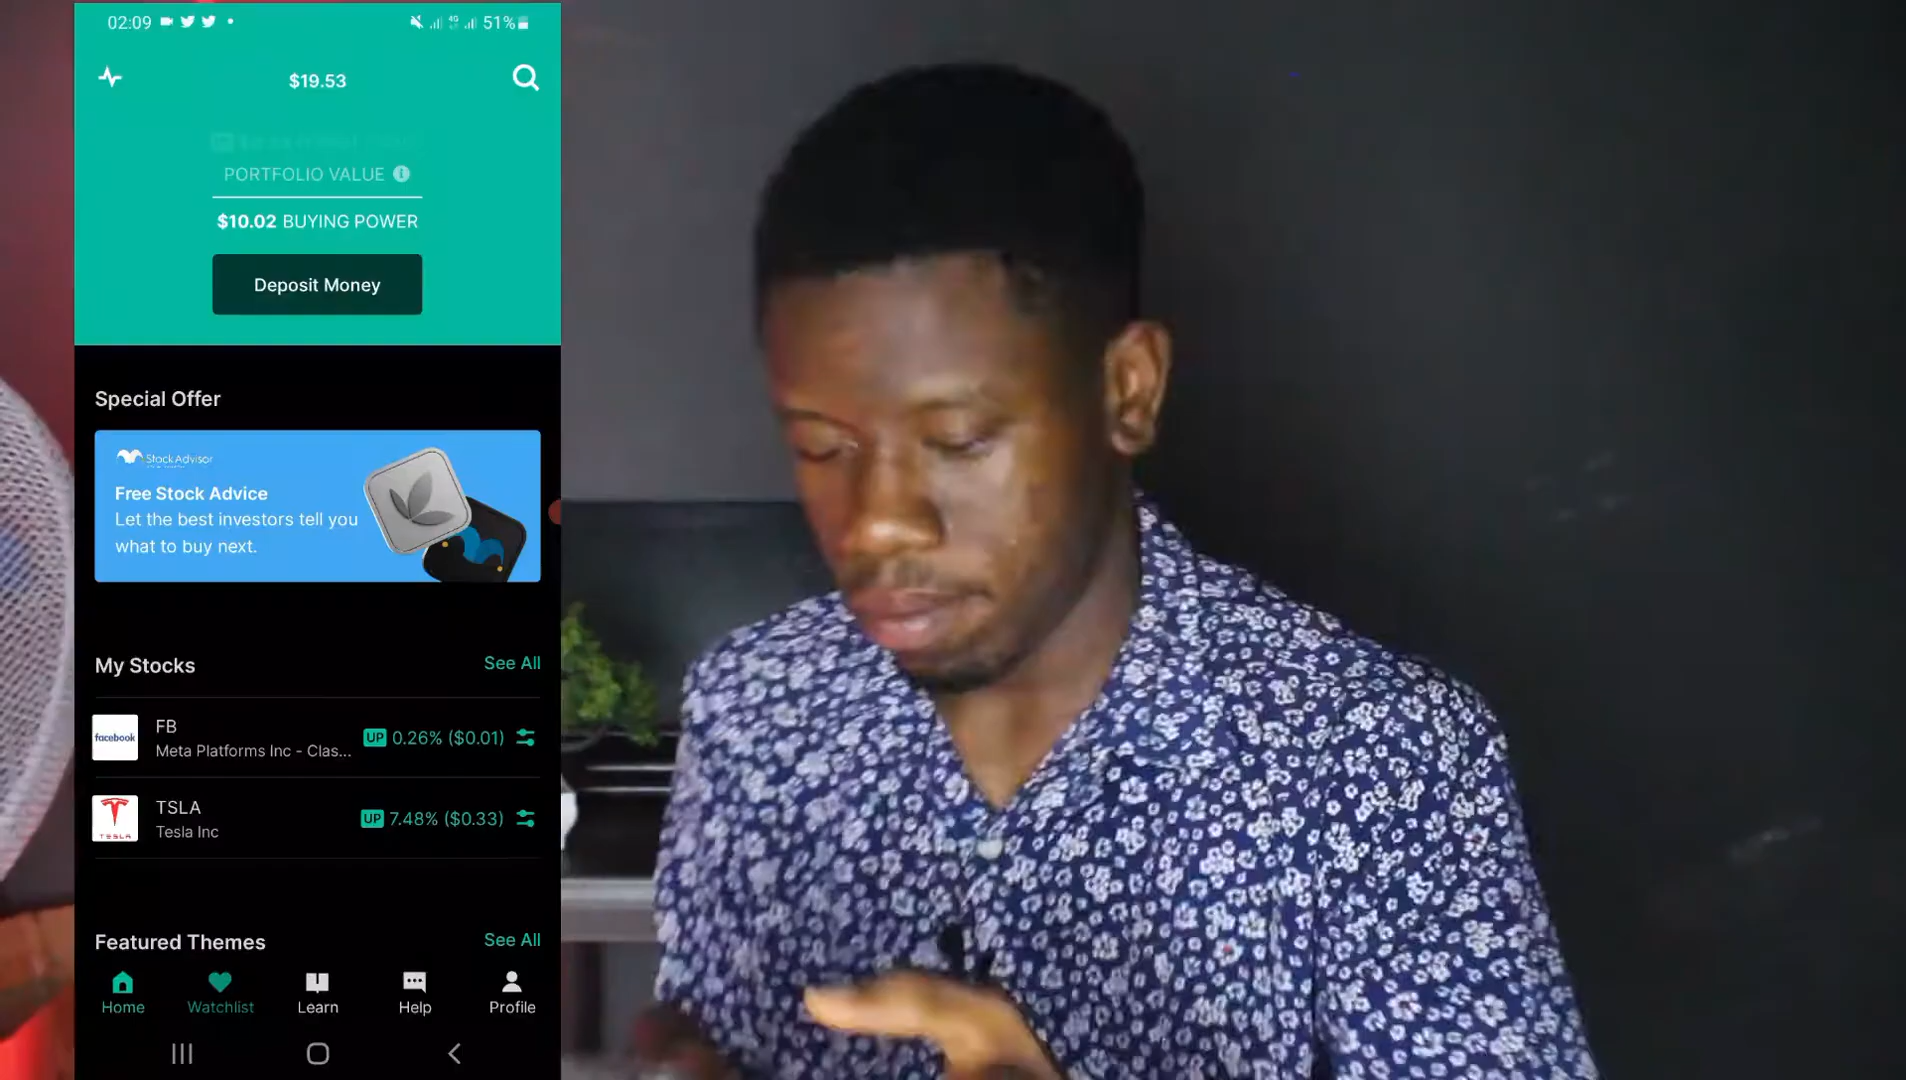 02:09
4G
51%
$19.53
PORTFOLIO VALUE
$10.02 BUYING POWER
Deposit Money
Special Offer
StockAdvisor
Free Stock Advice
Let the best investors tell you
what to buy next.
My Stocks
See All
facebook
FB
Meta Platforms Inc - Clas...
UP 0.26% ($0.01)
TESLA
TSLA
Tesla Inc
UP 7.48% ($0.33)
Featured Themes
See All
Home
Watchlist
Learn
Help
Profile